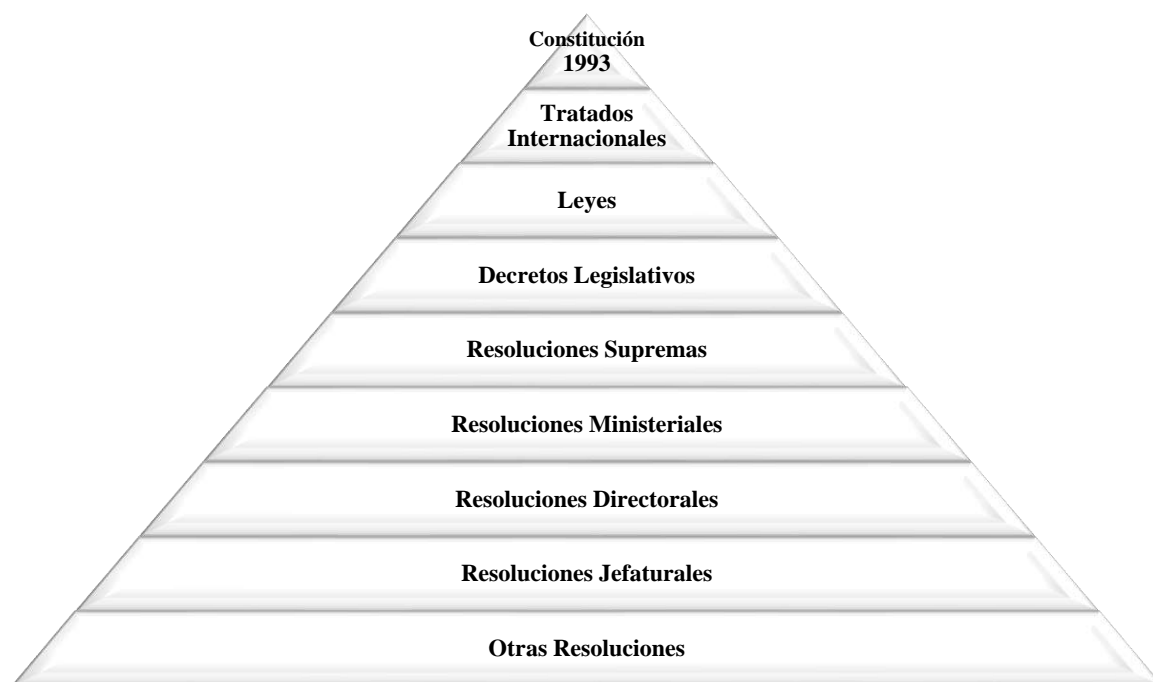 Constitución
1993
Tratados
Internacionales
Leyes
Decretos Legislativos
Resoluciones Supremas
Resoluciones Ministeriales
Resoluciones Directorales
Resoluciones Jefaturales
Otras Resoluciones